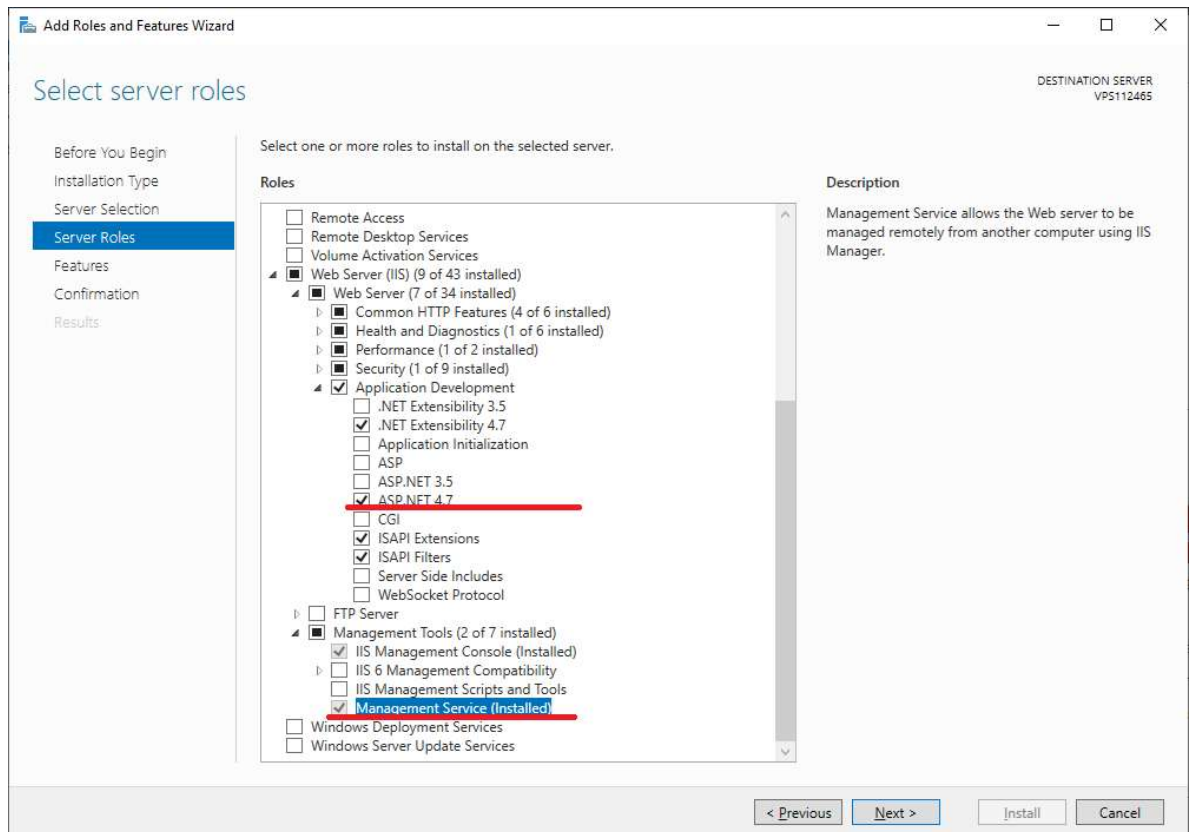 Add Roles and Features Wizard
Select server roles
DESTINATION SERVER
VPS112465
Before You Begin
Installation Type
Server Selection
Server Roles
Features
Confirmation
Results
Select one or more roles to install on the selected server.
Roles
Remote Access
Remote Desktop Services
Volume Activation Services
Web Server (IIS) (9 of 43 installed)
Web Server (7 of 34 installed)
Common HTTP Features (4 of 6 installed)
Health and Diagnostics (1 of 6 installed)
Performance (1 of 2 installed)
Security (1 of 9 installed)
Application Development
.NET Extensibility 3.5
.NET Extensibility 4.7
Application Initialization
ASP
ASP.NET 3.5
ASP.NET 4.7
CGI
ISAPI Extensions
ISAPI Filters
Server Side Includes
WebSocket Protocol
FTP Server
Management Tools (2 of 7 installed)
IIS Management Console (Installed)
IIS 6 Management Compatibility
IIS Management Scripts and Tools
Management Service (Installed)
Windows Deployment Services
Windows Server Update Services
Description
Management Service allows the Web server to be
managed remotely from another computer using IIS
Manager.
< Previous
Next >
Install
Cancel